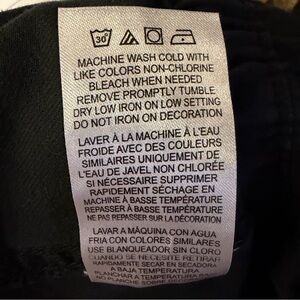 30
MACHINE WASH COLD WITH
LIKE COLORS NON-CHLORINE
BLEACH WHEN NEEDED
REMOVE PROMPTLY TUMBLE
DRY LOW IRON ON LOW SETTING
DO NOT IRON ON DECORATION
LAVER À LA MACHINE À L'EAU
FROIDE AVEC DES COULEURS
SIMILAIRES UNIQUEMENT DE
L'EAU DE JAVEL NON CHLORÉE
SI NÉCESSAIRE SUPPRIMER
RAPIDEMENT SÉCHAGE EN
MACHINE À BASSE TEMPÉRATURE
REPASSER À BASSE TEMPÉRATURE
NE PAS REPASSER SUR LA DÉCORATION
LAVAR A MÁQUINA CON AGUA
FRIA CON COLORES SIMILARES
USE BLANQUEADOR, SIN CLORO
CUANDO SE NECESITE RETIRAR
RAPIDAMENTE SECAR EN SECADORA
A BAJA TEMPERATURA
PLANCHAR A BAJA TEMPERATURA